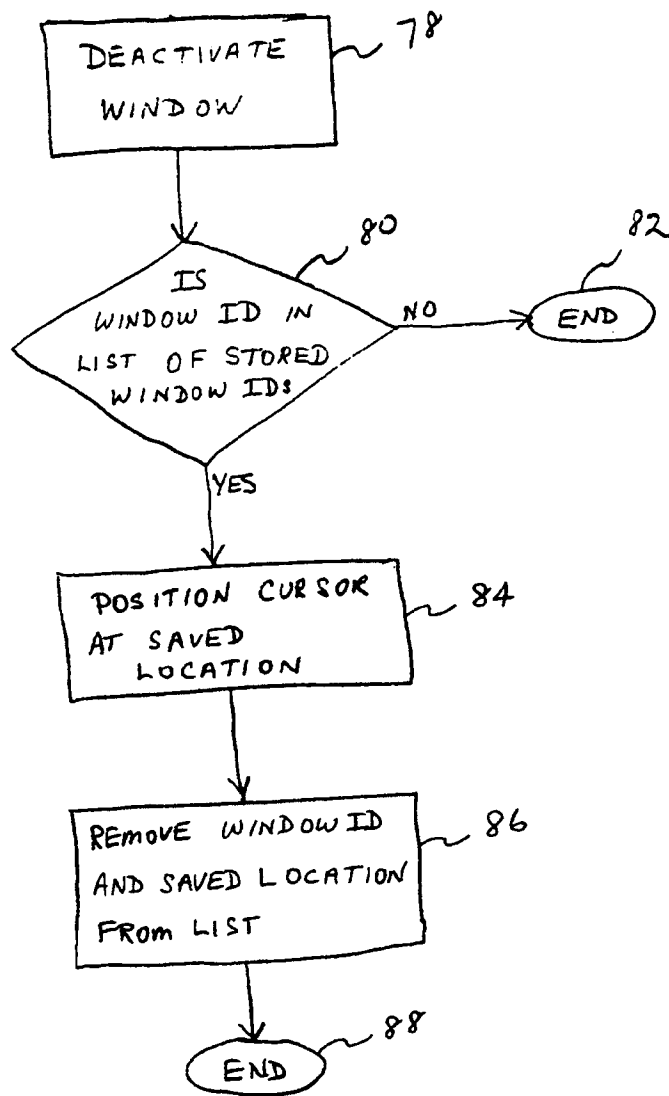 78
DEACTIVATE
WINDOW
80
82
IS
WINDOW ID IN
LIST OF STORED
WINDOW IDs
NO
END
YES
POSITION CURSOR
AT SAVED
LOCATION
84
REMOVE WINDOW ID
AND SAVED LOCATION
FROM LIST
86
END
88